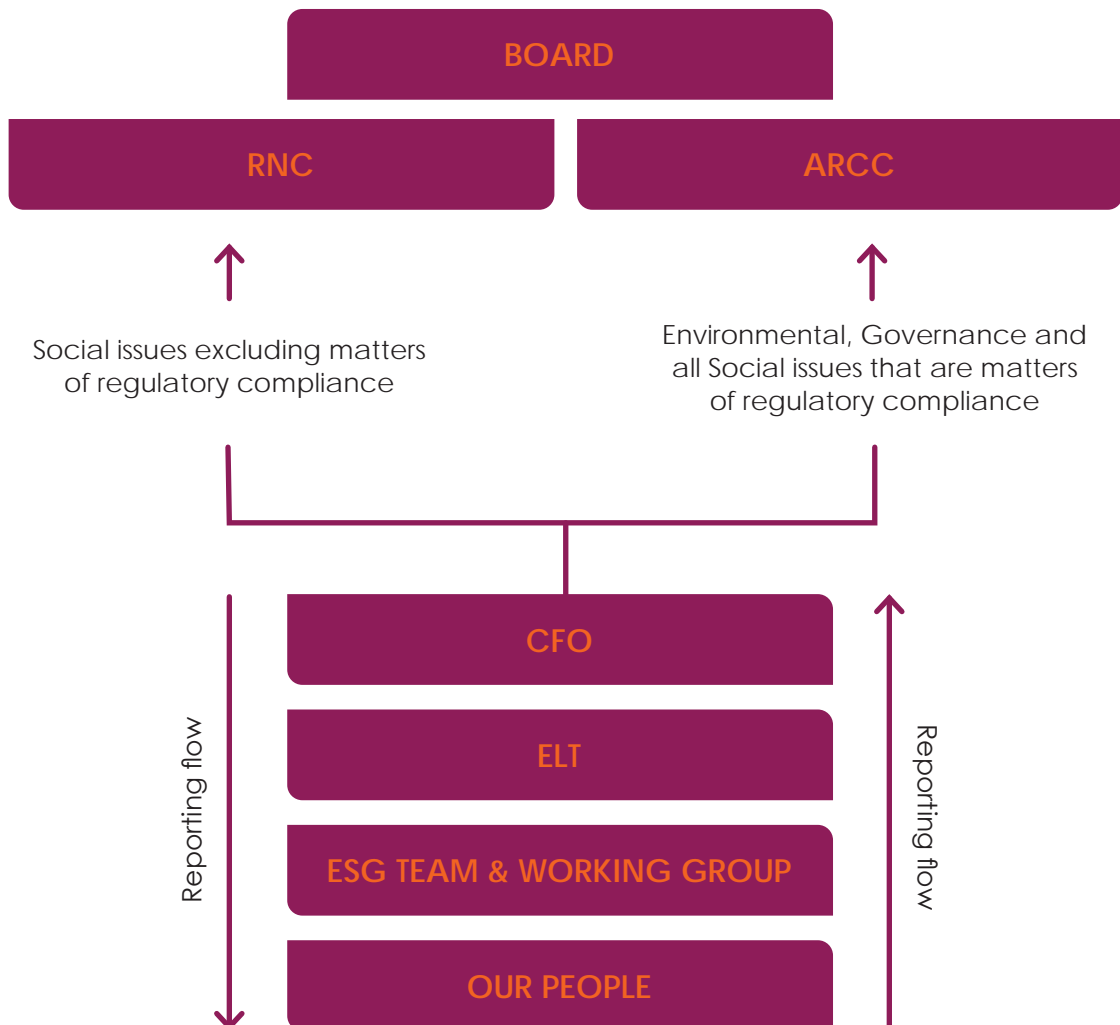 BOARD
RNC
ARCC
Social issues excluding matters
of regulatory compliance
Environmental, Governance and
all Social issues that are matters
of regulatory compliance
CFO
ELT
ESG TEAM & WORKING GROUP
OUR PEOPLE
Reporting flow
Reporting flow